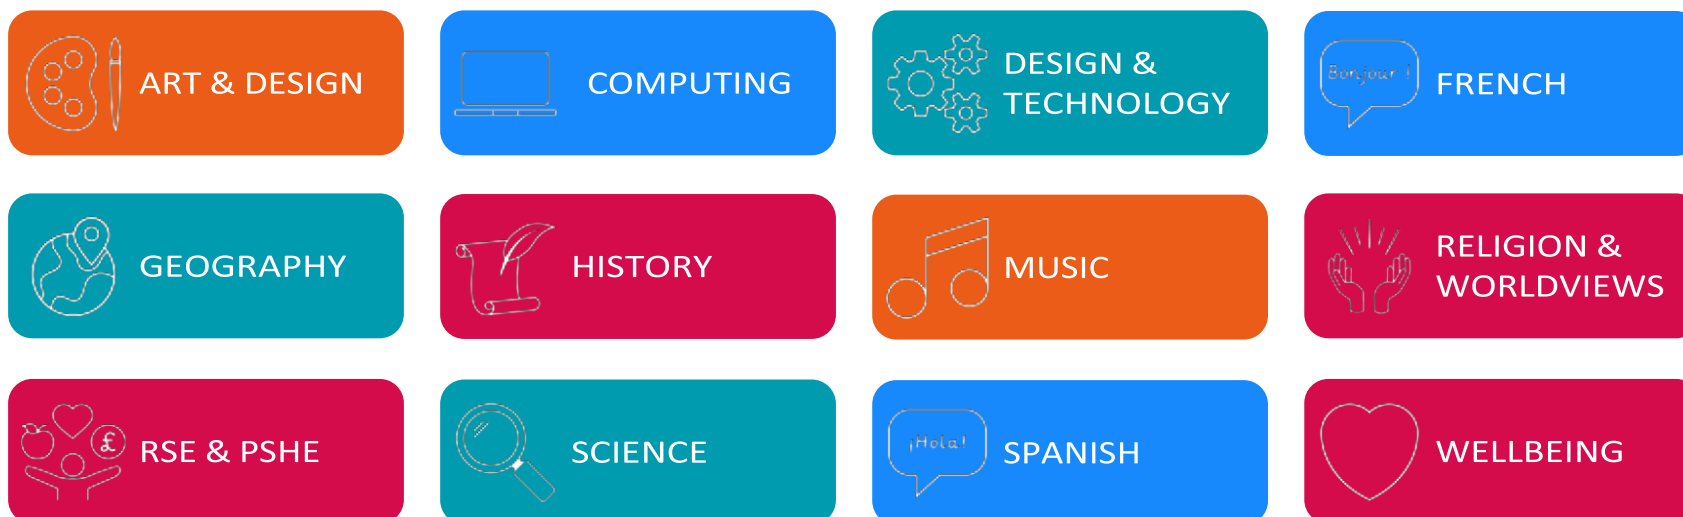 ART & DESIGN
COMPUTING
DESIGN &
TECHNOLOGY
Bonjour !
FRENCH
GEOGRAPHY
HISTORY
MUSIC
RELIGION &
WORLDVIEWS
£
RSE & PSHE
SCIENCE
¡Hola!
SPANISH
WELLBEING